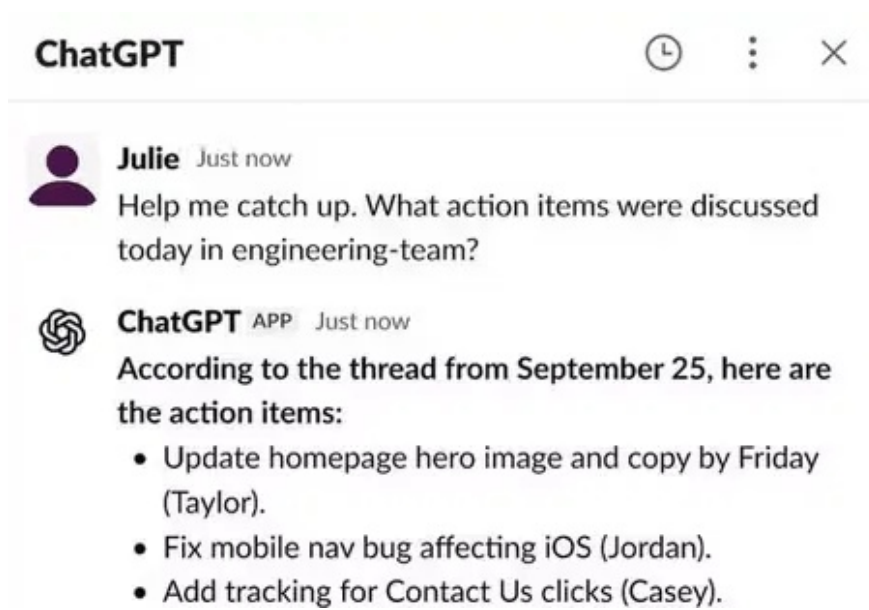 ChatGPT
Julie Just now
Help me catch up. What action items were discussed
today in engineering-team?
ChatGPT APP Just now
According to the thread from September 25, here are
the action items:
• Update homepage hero image and copy by Friday
(Taylor).
• Fix mobile nav bug affecting iOS (Jordan).
• Add tracking for Contact Us clicks (Casey).